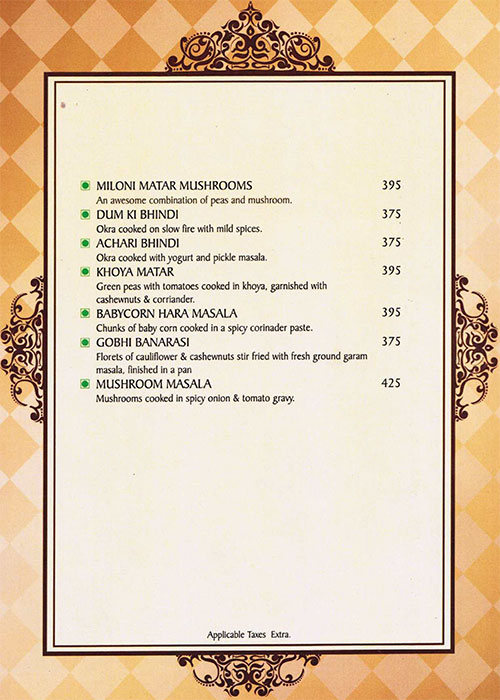 MILONI MATAR MUSHROOMS 395
An awesome combination of peas and mushroom.
DUM KI BHINDI 375
Okra cooked on slow fire with mild spices.
ACHARI BHINDI 375
Okra cooked with yogurt and pickle masala.
KHOYA MATAR 395
Green peas with tomatoes cooked in khoya, garnished with
cashewnuts & corriander.
BABYCORN HARA MASALA 395
Chunks of baby corn cooked in a spicy corinader paste.
GOBHI BANARASI 375
Florets of cauliflower & cashewnuts stir fried with fresh ground garam
masala, finished in a pan
MUSHROOM MASALA 425
Mushrooms cooked in spicy onion & tomato gravy.
Applicable Taxes Extra.